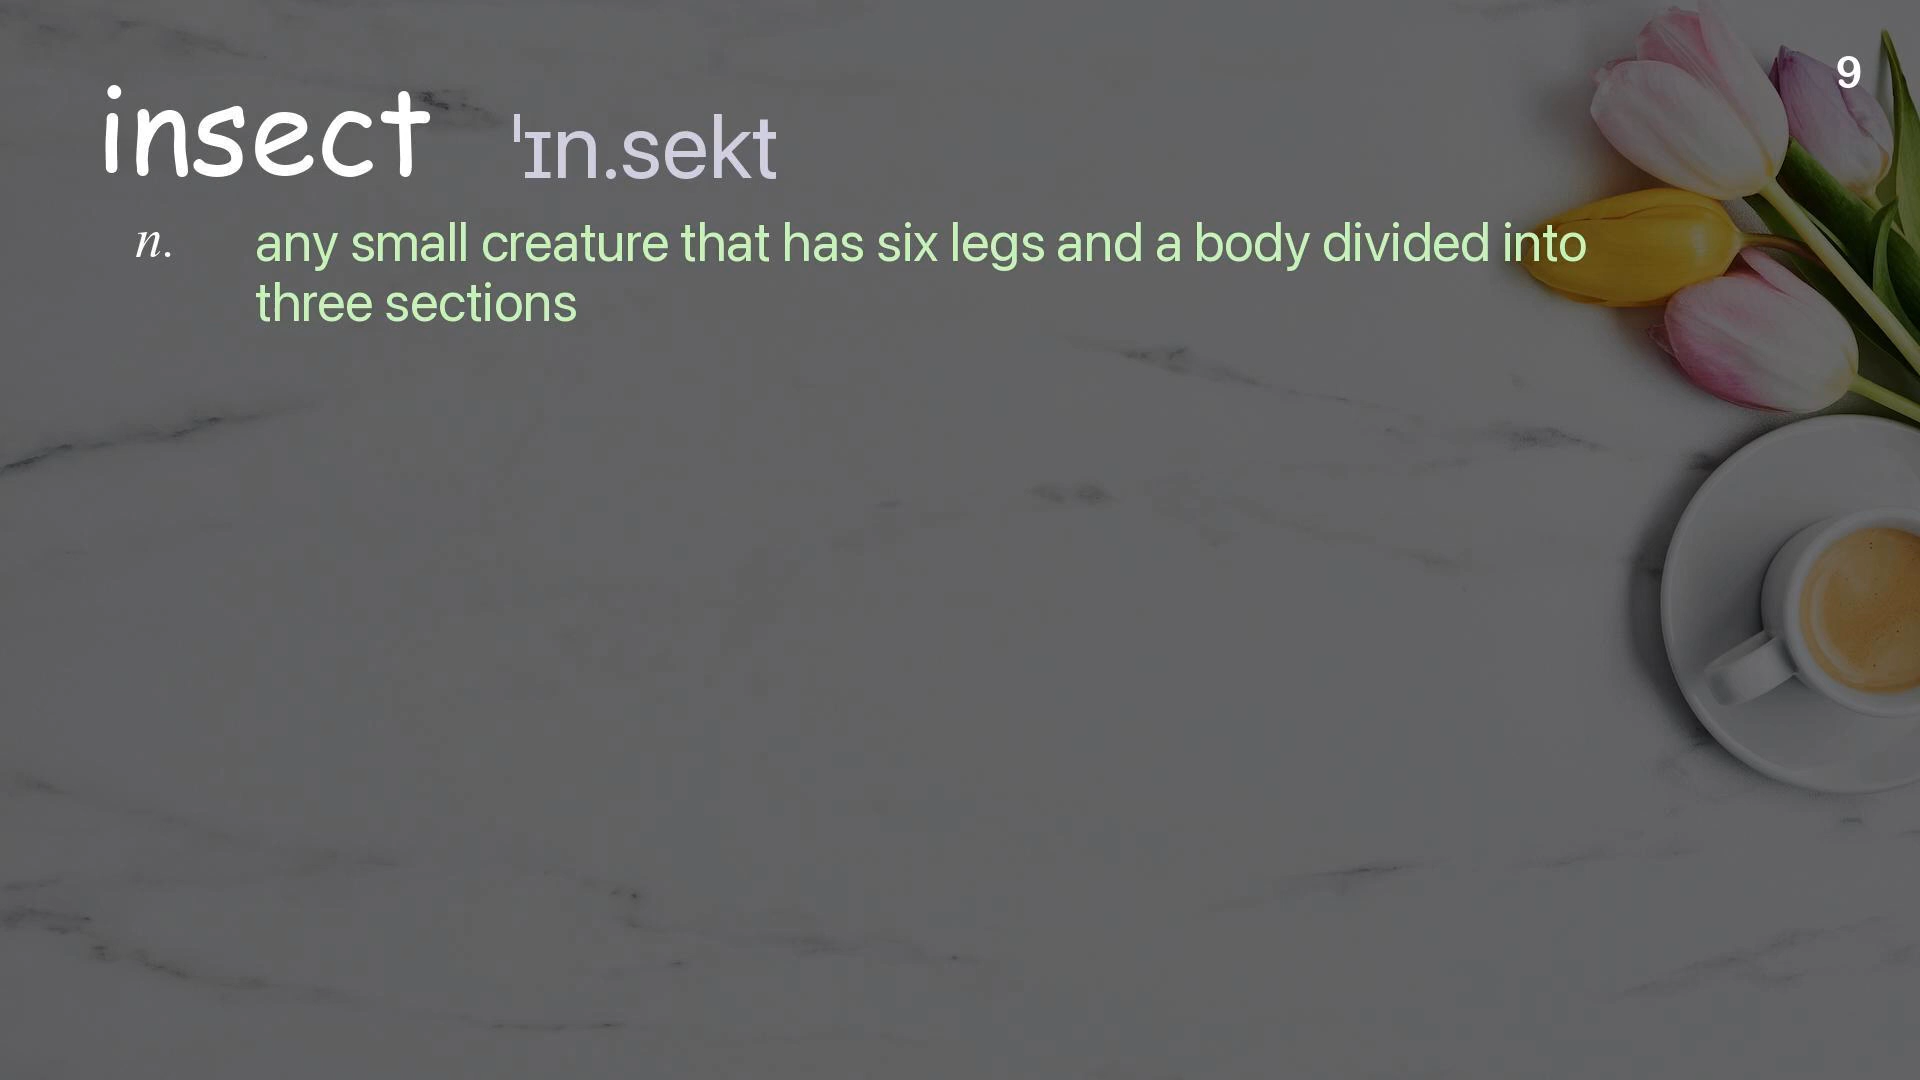 9
insect ˈɪn.sekt
n. any small creature that has six legs and a body divided into
three sections